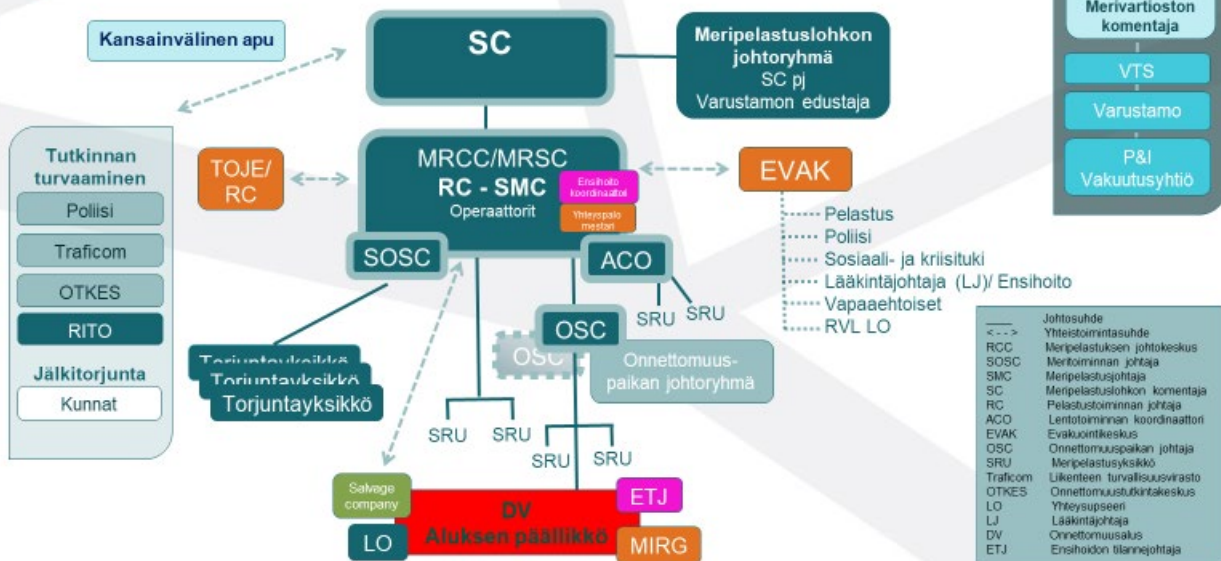 Kansainvälinen apu
SC
Meripelastuslohkon
johtoryhmä
SC pj
Varustamon edustaja
Merivartioston
komentaja
VTS
Varustamo
P&I
Vakuutusyhtiö
Tutkinnan
turvaaminen
Poliisi
Traficom
OTKES
RITO
Jälkitorjunta
Kunnat
TOJE/
RC
MRCC/MRSC
RC - SMC
Operaattorit
Ensihoito
koordinaattori
Yhteyspalo
mestari
SOSC
ACO
EVAK
Pelastus
Poliisi
Sosiaali- ja kriisituki
Lääkintäjohtaja (LJ)/ Ensihoito
Vapaaehtoiset
RVL LO
SRU
SRU
OSC
OSC
Onnettomuus-
paikan johtoryhmä
Torjuntayksikkö
Torjuntayksikkö
Torjuntayksikkö
SRU
SRU
SRU
SRU
Salvage
company
LO
DV
Aluksen päällikkö
ETJ
MIRG
___ Johtosuhde
<--> Yhteistoimintasuhde
RCC Meripelastuksen johtokeskus
SOSC Meritoiminnan johtaja
SMC Meripelastusjohtaja
SC Meripelastuslohkon komentaja
RC Pelastustoiminnan johtaja
ACO Lentotoiminnan koordinaattori
EVAK Evakuointikeskus
OSC Onnettomuuspaikan johtaja
SRU Meripelastusyksikkö
Traficom Liikenteen turvallisuusvirasto
OTKES Onnettomuustutkintakeskus
LO Yhteysupseeri
LJ Lääkintäjohtaja
DV Onnettomuusalus
ETJ Ensihoidon tilannejohtaja